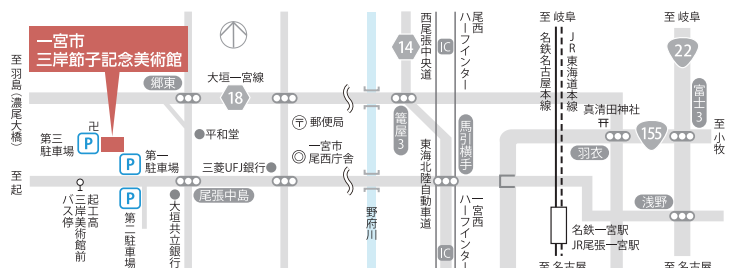 一宮市
三岸節子記念美術館
至 羽島(濃尾大橋)
郷東
大垣一宮線
18
平和堂
卍
第三
駐車場
P
P
第一
駐車場
P
第二駐車場
至 起
起工高
三岸美術館前
バス停
三菱UFJ銀行
尾張中島
大垣共立銀行
〒 郵便局
一宮市
尾西庁舎
野府川
14
西尾張中央道
IC
尾西
ハーフインター
篭屋3
馬引横手
東海北陸自動車道
一宮西
ハーフインター
IC
至 岐阜
名鉄名古屋本線
JR東海道本線
真清田神社
羽衣
155
至 岐阜
22
富士3
至 小牧
浅野
名鉄一宮駅
JR尾張一宮駅
至 名古屋
至 名古屋